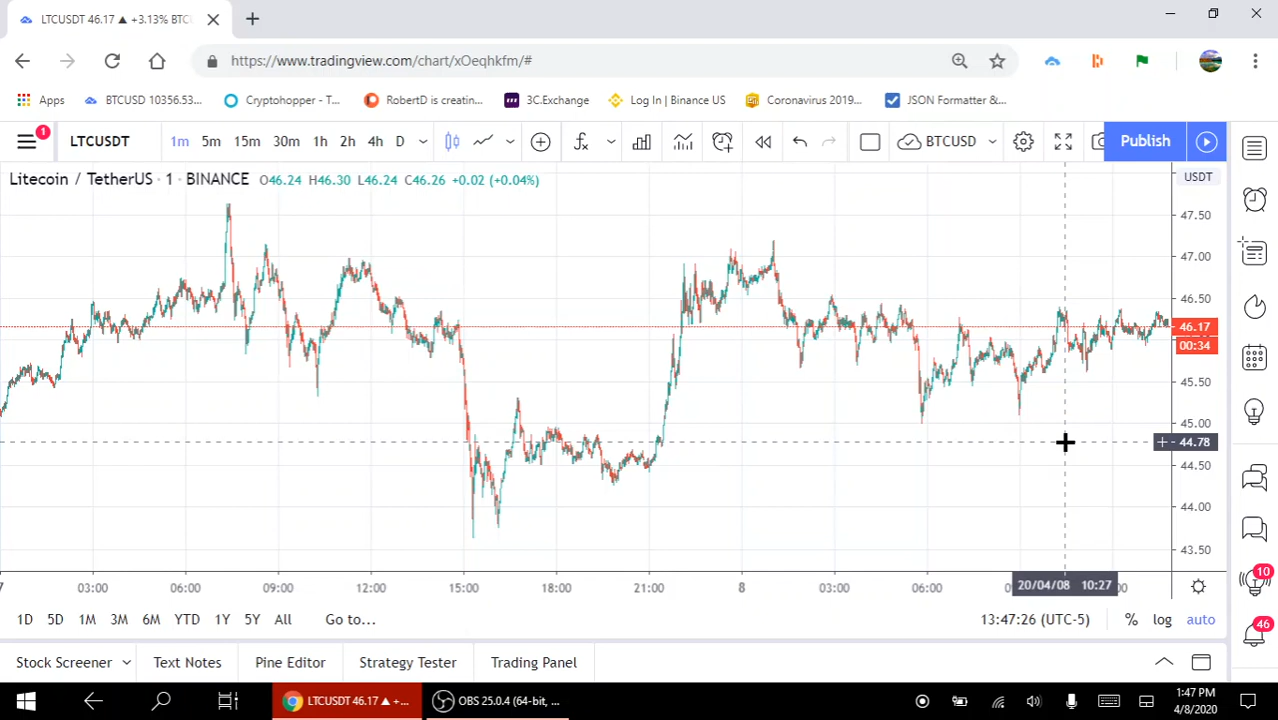 LTCUSDT 46.17 ▲ +3.13% BTC
https://www.tradingview.com/chart/xOeqhkfm/#
Apps BTCUSD 10356.53... Cryptohopper - T... RobertD is creatin... 3C.Exchange Log In | Binance US Coronavirus 2019... JSON Formatter &...
1 LTCUSDT 1m 5m 15m 30m 1h 2h 4h D BTCUSD Publish
Litecoin / TetherUS · 1 · BINANCE O46.24 H46.30 L46.24 C46.26 +0.02 (+0.04%) USDT
47.50
47.00
46.50
46.17
00:34
45.50
45.00
44.78
44.50
44.00
43.50
7 03:00 06:00 09:00 12:00 15:00 18:00 21:00 8 03:00 06:00 20/04/08 10:27
1D 5D 1M 3M 6M YTD 1Y 5Y All Go to... 13:47:26 (UTC-5) % log auto
10
46
Stock Screener Text Notes Pine Editor Strategy Tester Trading Panel
LTCUSDT 46.17 ▲ +... OBS 25.0.4 (64-bit, ... 1:47 PM
4/8/2020